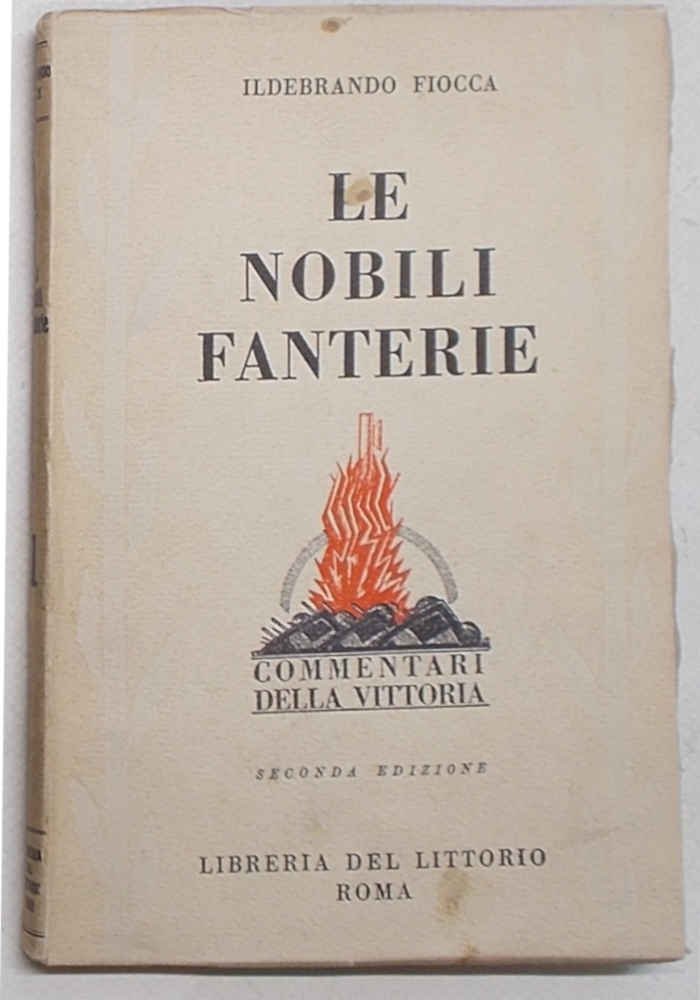 ILDEBRANDO FIOCCA
LE
NOBILI
FANTERIE
COMMENTARI
DELLA VITTORIA
SECONDA EDIZIONE
LIBRERIA DEL LITTORIO
ROMA